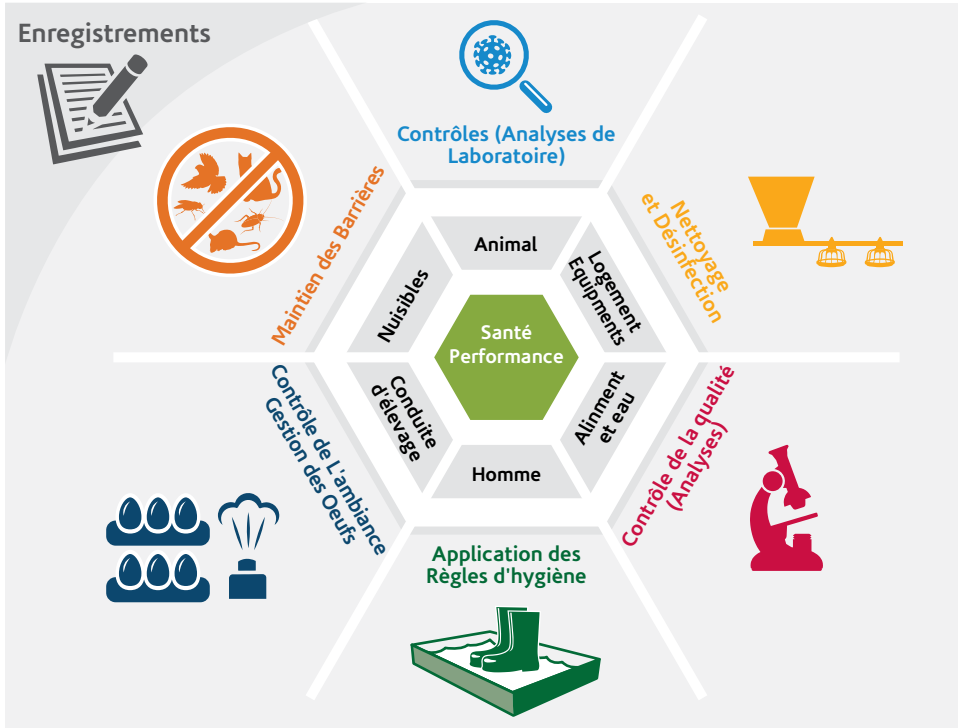 Enregistrements
Contrôles (Analyses de
Laboratoire)
Maintien des Barrières
Nettoyage
et Désinfection
Animal
Nuisibles
Logement
Equipments
Santé
Performance
Conduite
d'élevage
Alinment
et eau
Homme
Contrôle de L'ambiance
Gestion des Oeufs
Contrôle de la qualité
(Analyses)
Application des
Règles d'hygiène